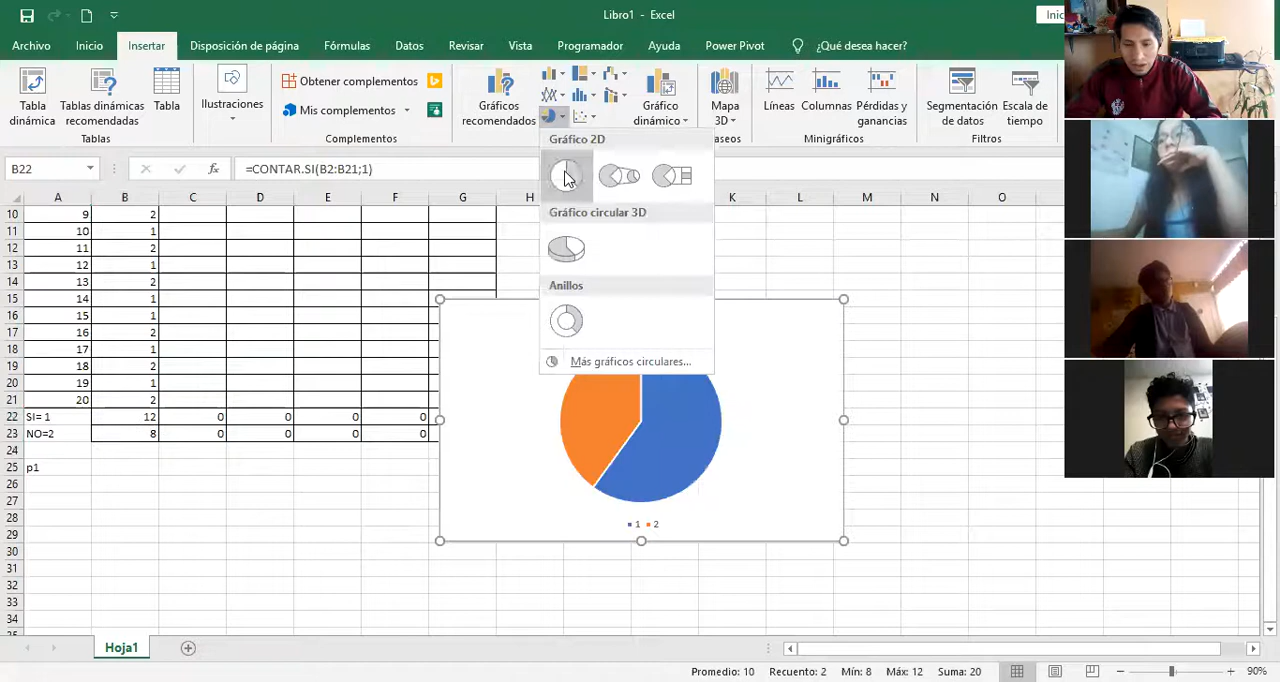 Libro1 - Excel
Archivo Inicio Insertar Disposición de página Fórmulas Datos Revisar Vista Programador Ayuda Power Pivot ¿Qué desea hacer?
Tabla dinámica
Tablas dinámicas recomendadas
Tabla
Tablas
Ilustraciones
Obtener complementos
Mis complementos
Complementos
Gráficos recomendados
Gráfico dinámico
Mapa 3D
Líneas Columnas Pérdidas y ganancias
Minigráficos
Segmentación de datos
Escala de tiempo
Filtros
B22 fx =CONTAR.SI(B2:B21;1)
Gráfico 2D
Gráfico circular 3D
Anillos
Más gráficos circulares...
A B C D E F G H K L M N O
10 9 2
11 10 1
12 11 2
13 12 1
14 13 2
15 14 1
16 15 1
17 16 2
18 17 1
19 18 2
20 19 1
21 20 2
22 SI= 1 12 0 0 0 0
23 NO=2 8 0 0 0 0
24
25 p1
26
27
28
29
30
31
32
33
34
1 2
Hoja1
Promedio: 10 Recuento: 2 Mín: 8 Máx: 12 Suma: 20 90%